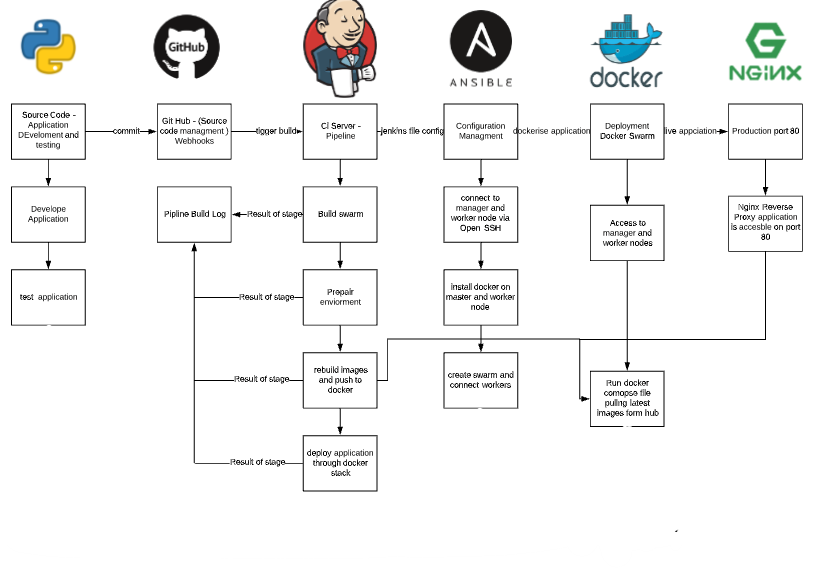 GitHub
ANSIBLE
docker
NGINX
Source Code -
Application
DEveloment and
testing
commit
Git Hub - (Source
code managment )
Webhooks
tigger build
CI Server -
Pipeline
jenkins file config
Configuration
Managment
dockerise application
Deployment
Docker Swarm
live appciation
Production port 80
Develope
Application
Pipline Build Log
Result of stage
Build swarm
connect to
manager and
worker node via
Open SSH
Access to
manager and
worker nodes
Nginx Reverse
Proxy application
is accesble on port
80
test application
Result of stage
Prepair
enviorment
install docker on
master and worker
node
Result of stage
rebuild images
and push to
docker
create swarm and
connect workers
Run docker
comopse file
pullng latest
images form hub
Result of stage
deploy application
through docker
stack